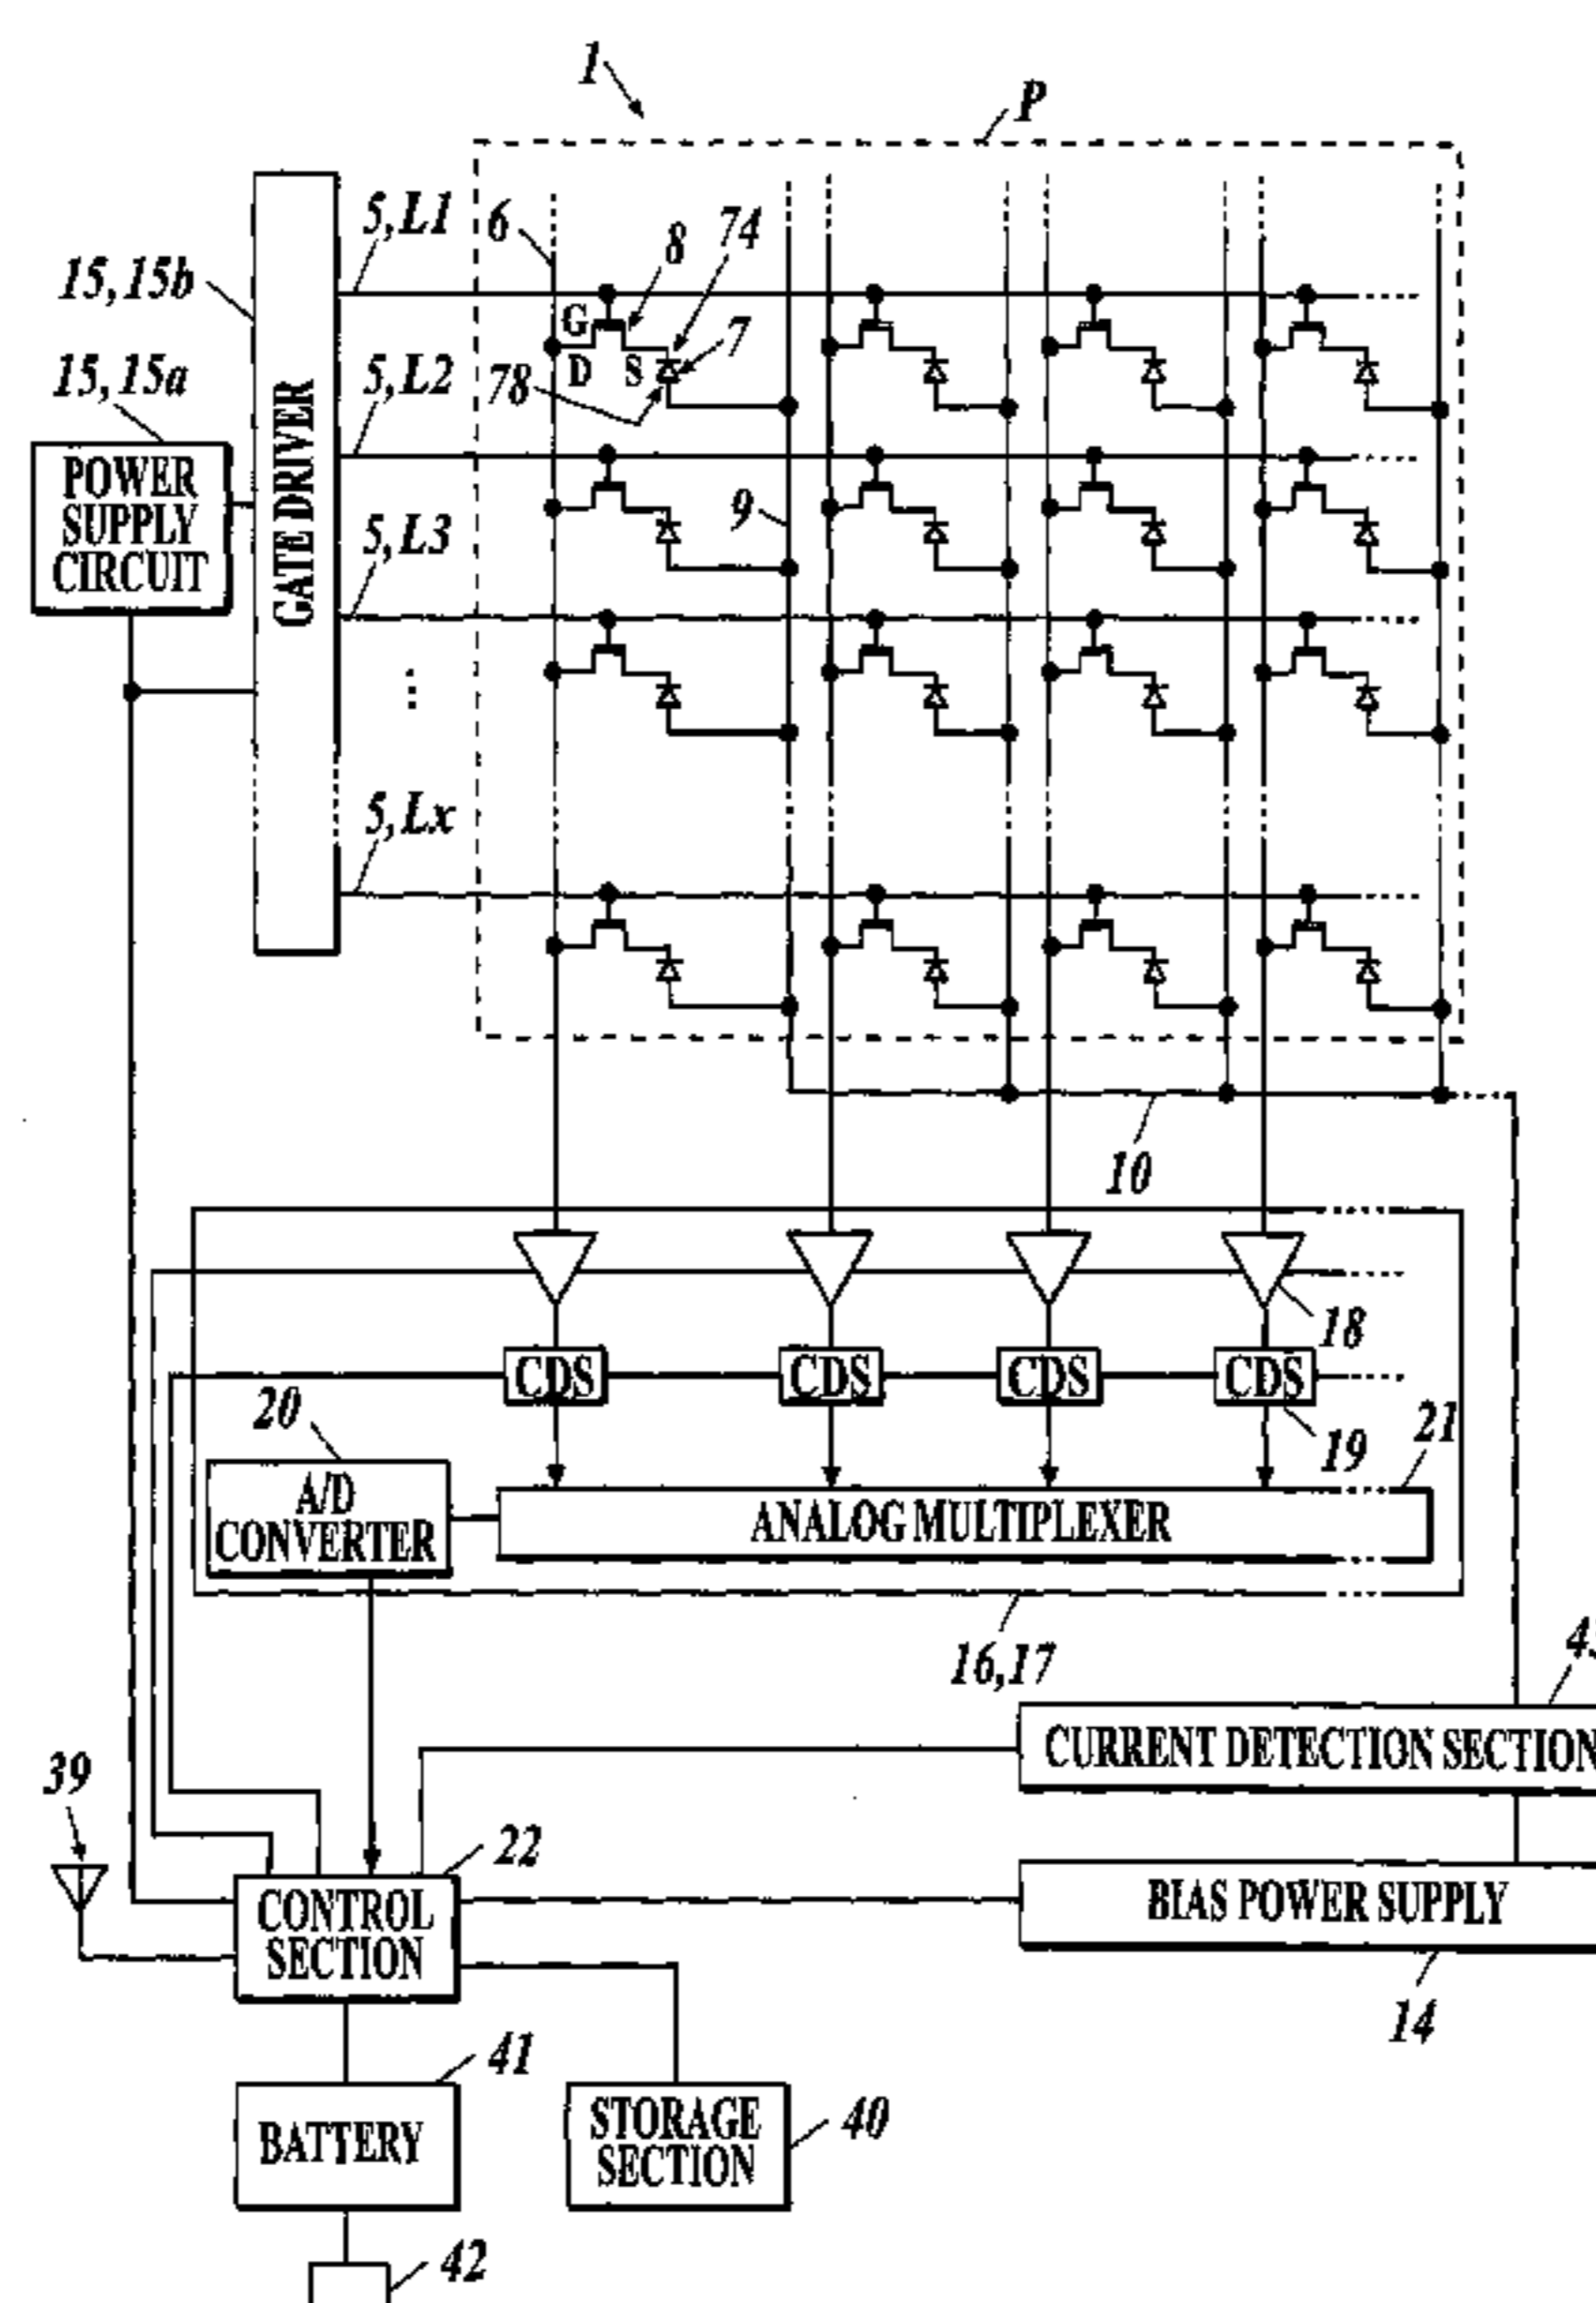 1
P
5,L1
6
8
74
15,15b
G
7
D
S
78
5,L2
15,15a
GATE DRIVER
POWER
SUPPLY
CIRCUIT
9
5,L3
5,Lx
10
18
CDS CDS CDS CDS
20
19
21
A/D
CONVERTER
ANALOG MULTIPLEXER
16,17
CURRENT DETECTION SECTION
39
22
CONTROL
SECTION
BIAS POWER SUPPLY
14
41
BATTERY
STORAGE
SECTION
40
42